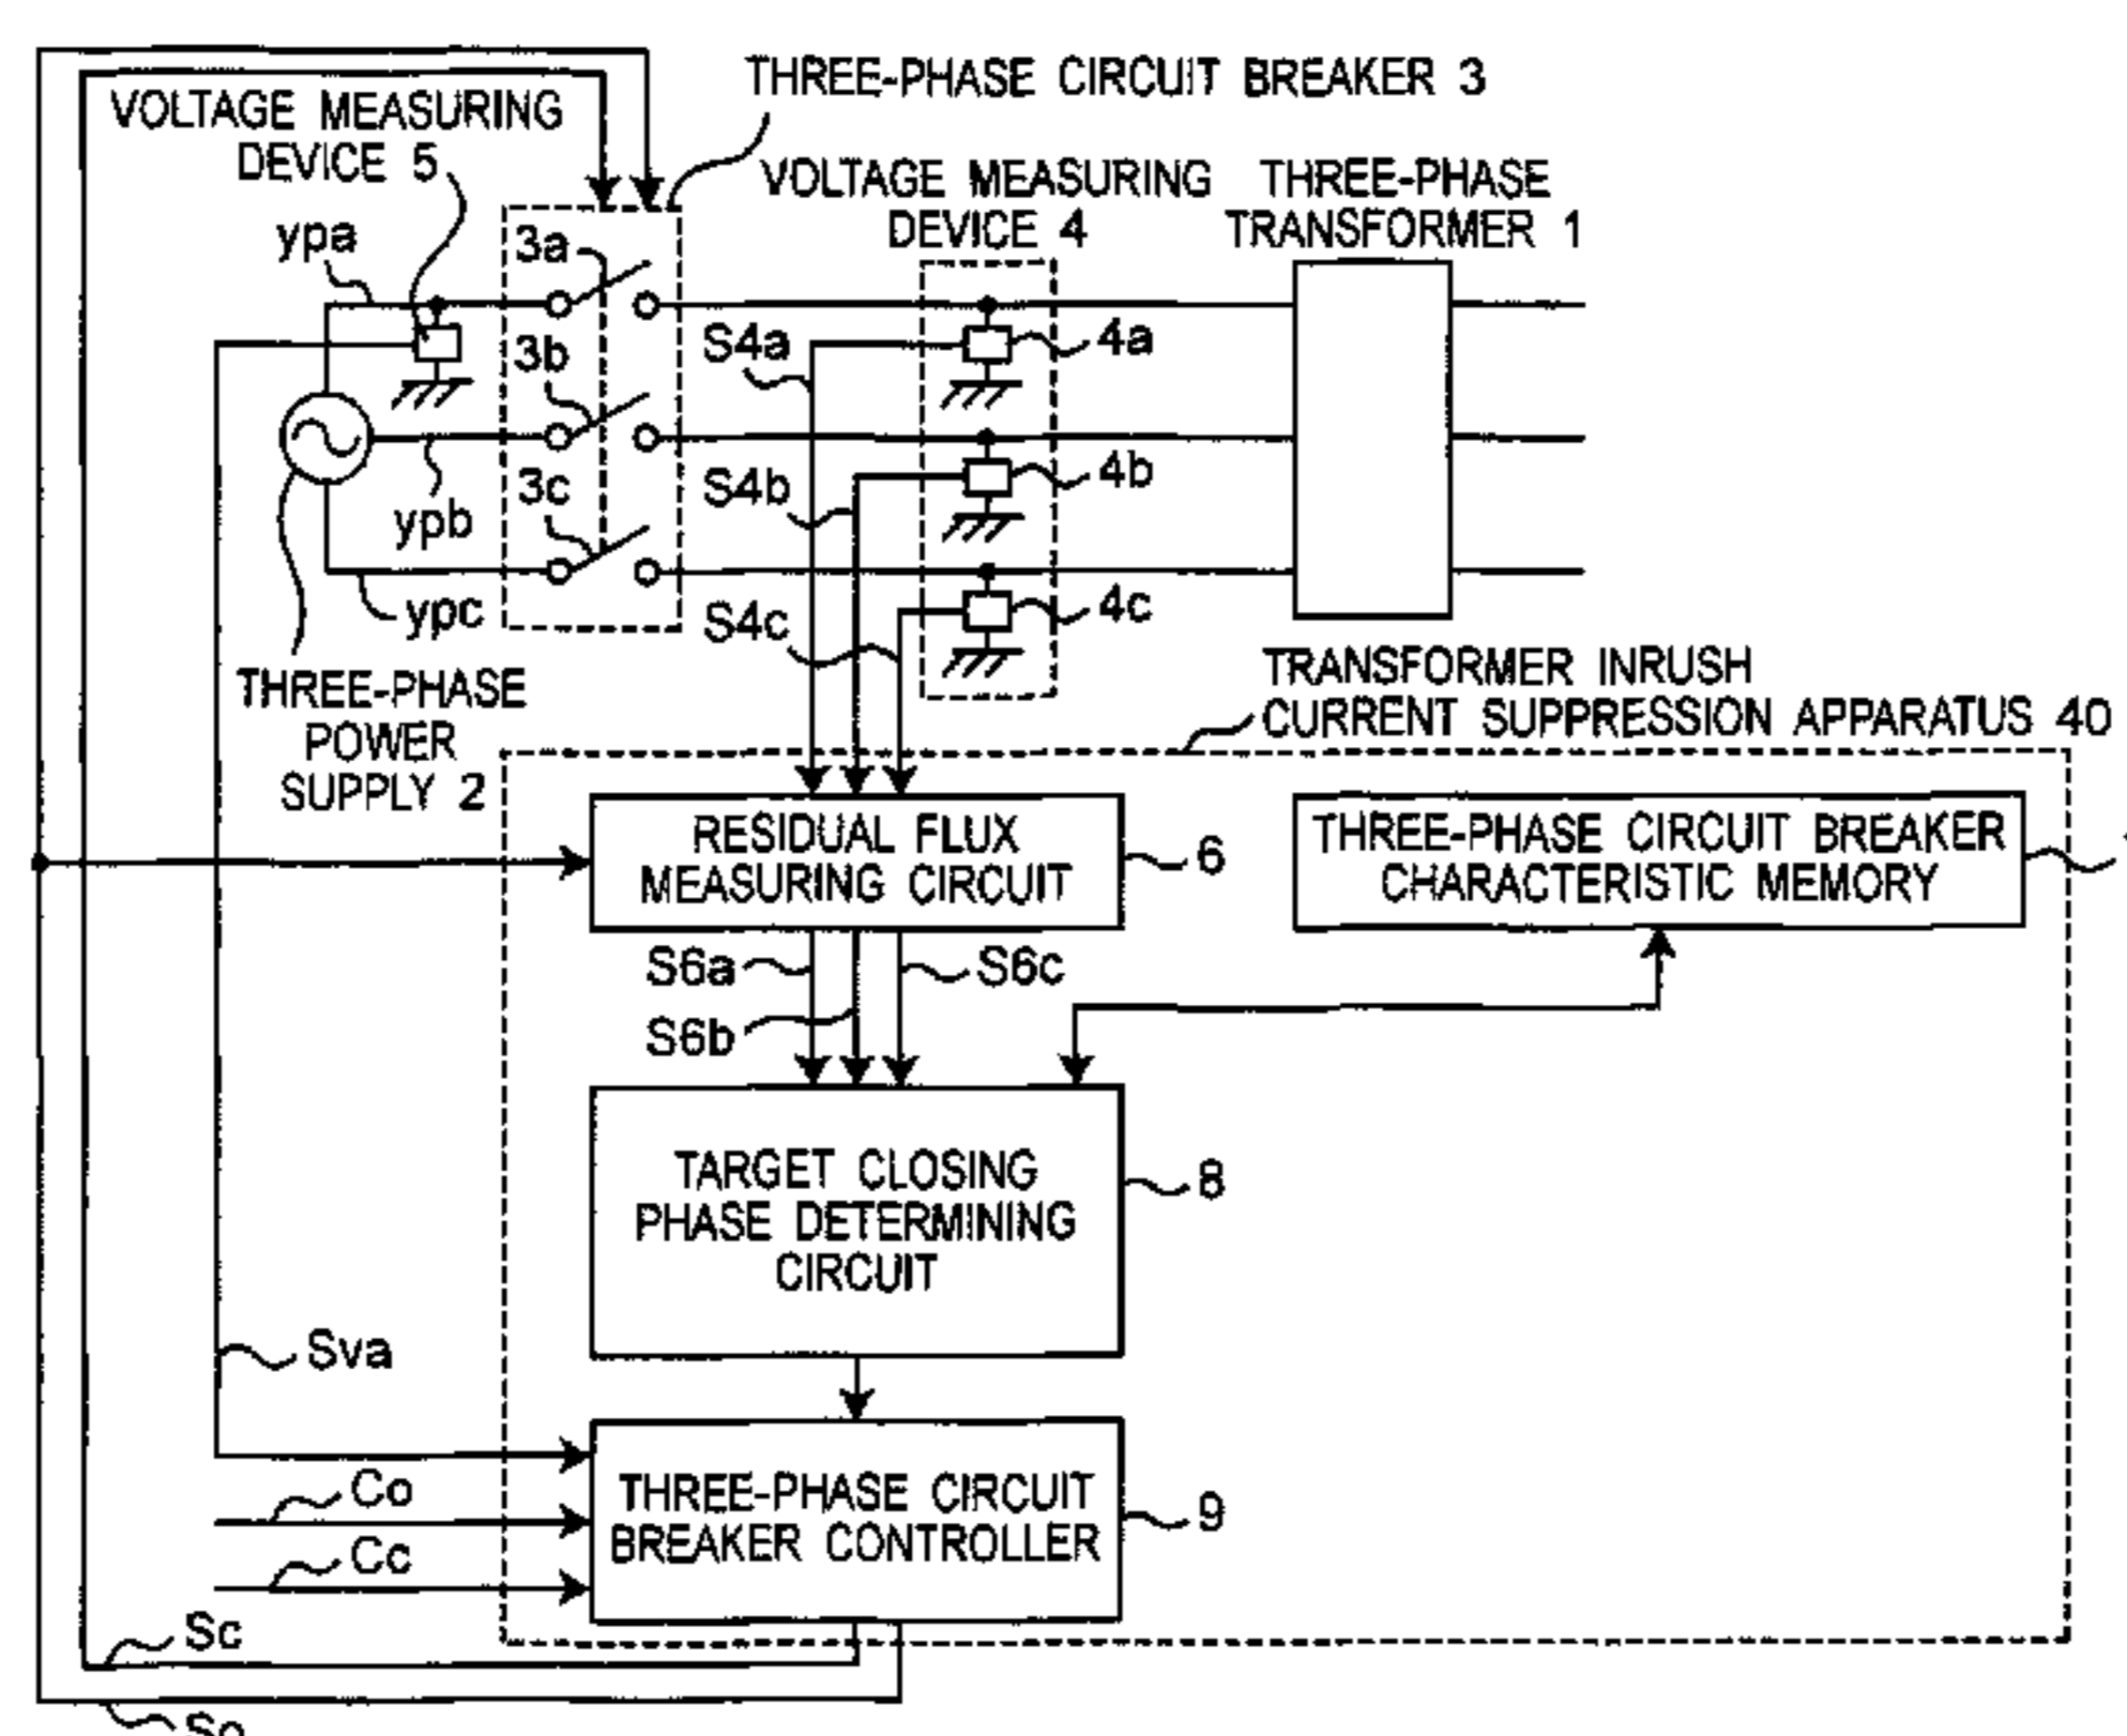 THREE-PHASE CIRCUIT BREAKER 3
VOLTAGE MEASURING
DEVICE 5
VOLTAGE MEASURING
DEVICE 4
THREE-PHASE
TRANSFORMER 1
ypa
3a
S4a
4a
3b
ypb
S4b
4b
3c
ypc
S4c
4c
THREE-PHASE
POWER
SUPPLY 2
TRANSFORMER INRUSH
CURRENT SUPPRESSION APPARATUS 40
RESIDUAL FLUX
MEASURING CIRCUIT
6
THREE-PHASE CIRCUIT BREAKER
CHARACTERISTIC MEMORY
S6a
S6c
S6b
TARGET CLOSING
PHASE DETERMINING
CIRCUIT
8
Sva
Co
Cc
THREE-PHASE CIRCUIT
BREAKER CONTROLLER
9
Sc
So